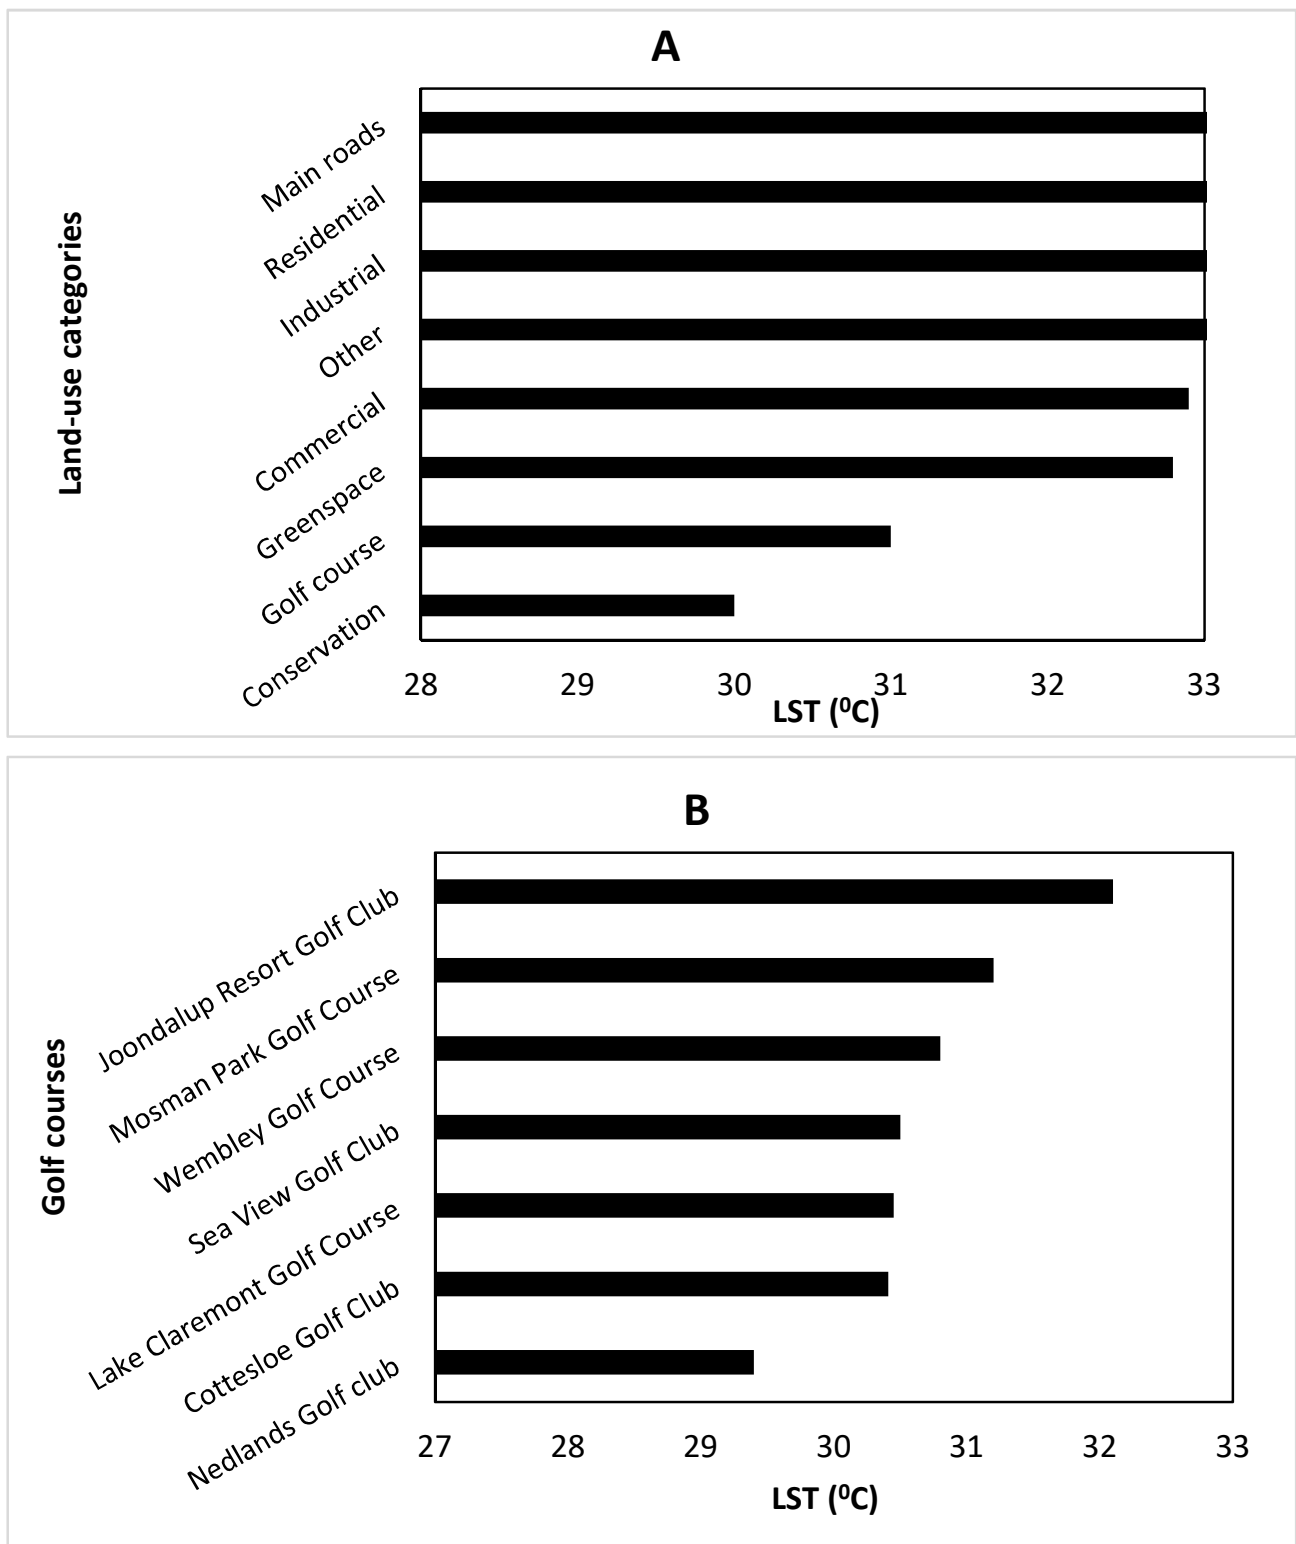 A
Land-use categories
Main roads
Residential
Industrial
Other
Commercial
Greenspace
Golf course
Conservation
28 29 30 31 32 33
LST (⁰C)
B
Golf courses
Joondalup Resort Golf Club
Mosman Park Golf Course
Wembley Golf Course
Sea View Golf Club
Lake Claremont Golf Course
Cottesloe Golf Club
Nedlands Golf club
27 28 29 30 31 32 33
LST (⁰C)